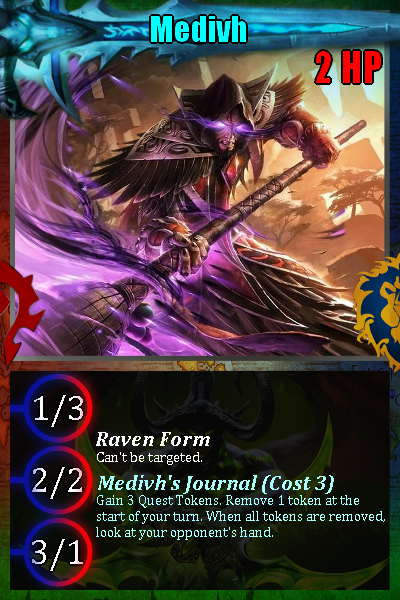 Medivh
2 HP
1/3
Raven Form
Can't be targeted.
2/2
Medivh's Journal (Cost 3)
Gain 3 Quest Tokens. Remove 1 token at the
start of your turn. When all tokens are removed,
look at your opponent's hand.
3/1